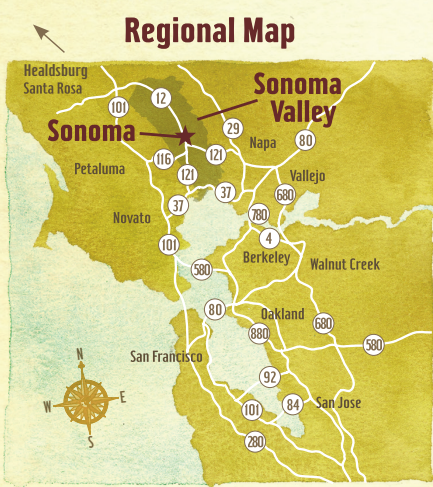 Regional Map
Healdsburg
Santa Rosa
Sonoma
Valley
101
12
Sonoma
29
Napa
80
116
121
Petaluma
121
Vallejo
37
680
37
Novato
780
101
4
Berkeley
Walnut Creek
580
80
Oakland
680
880
580
San Francisco
N
W
E
S
92
101
84
San Jose
280